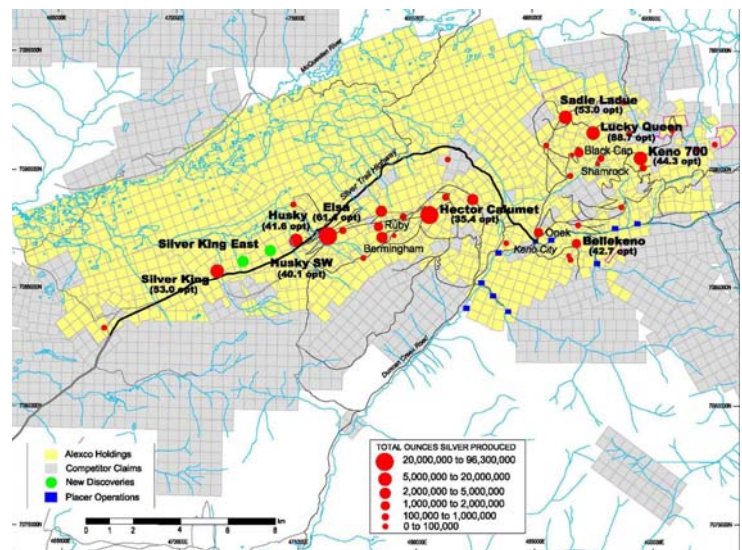 McQuesten River
Silver Trail Highway
Sadie Ladue
(53.0 opt)
Lucky Queen
(88.7 opt)
Black Cap
Keno 700
(44.3 opt)
Shamrock
Elsa
(61.4 opt)
Husky
(41.6 opt)
Hector Calumet
(35.4 opt)
Ruby
Bermingham
Silver King East
Husky SW
(40.1 opt)
Silver King
(53.0 opt)
Onek
Keno City
Bellekeno
(42.7 opt)
Duncan Creek Road
Alexco Holdings
Competitor Claims
New Discoveries
Placer Operations
0 2 4 6 8
km
TOTAL OUNCES SILVER PRODUCED
20,000,000 to 96,300,000
5,000,000 to 20,000,000
2,000,000 to 5,000,000
1,000,000 to 2,000,000
100,000 to 1,000,000
0 to 100,000